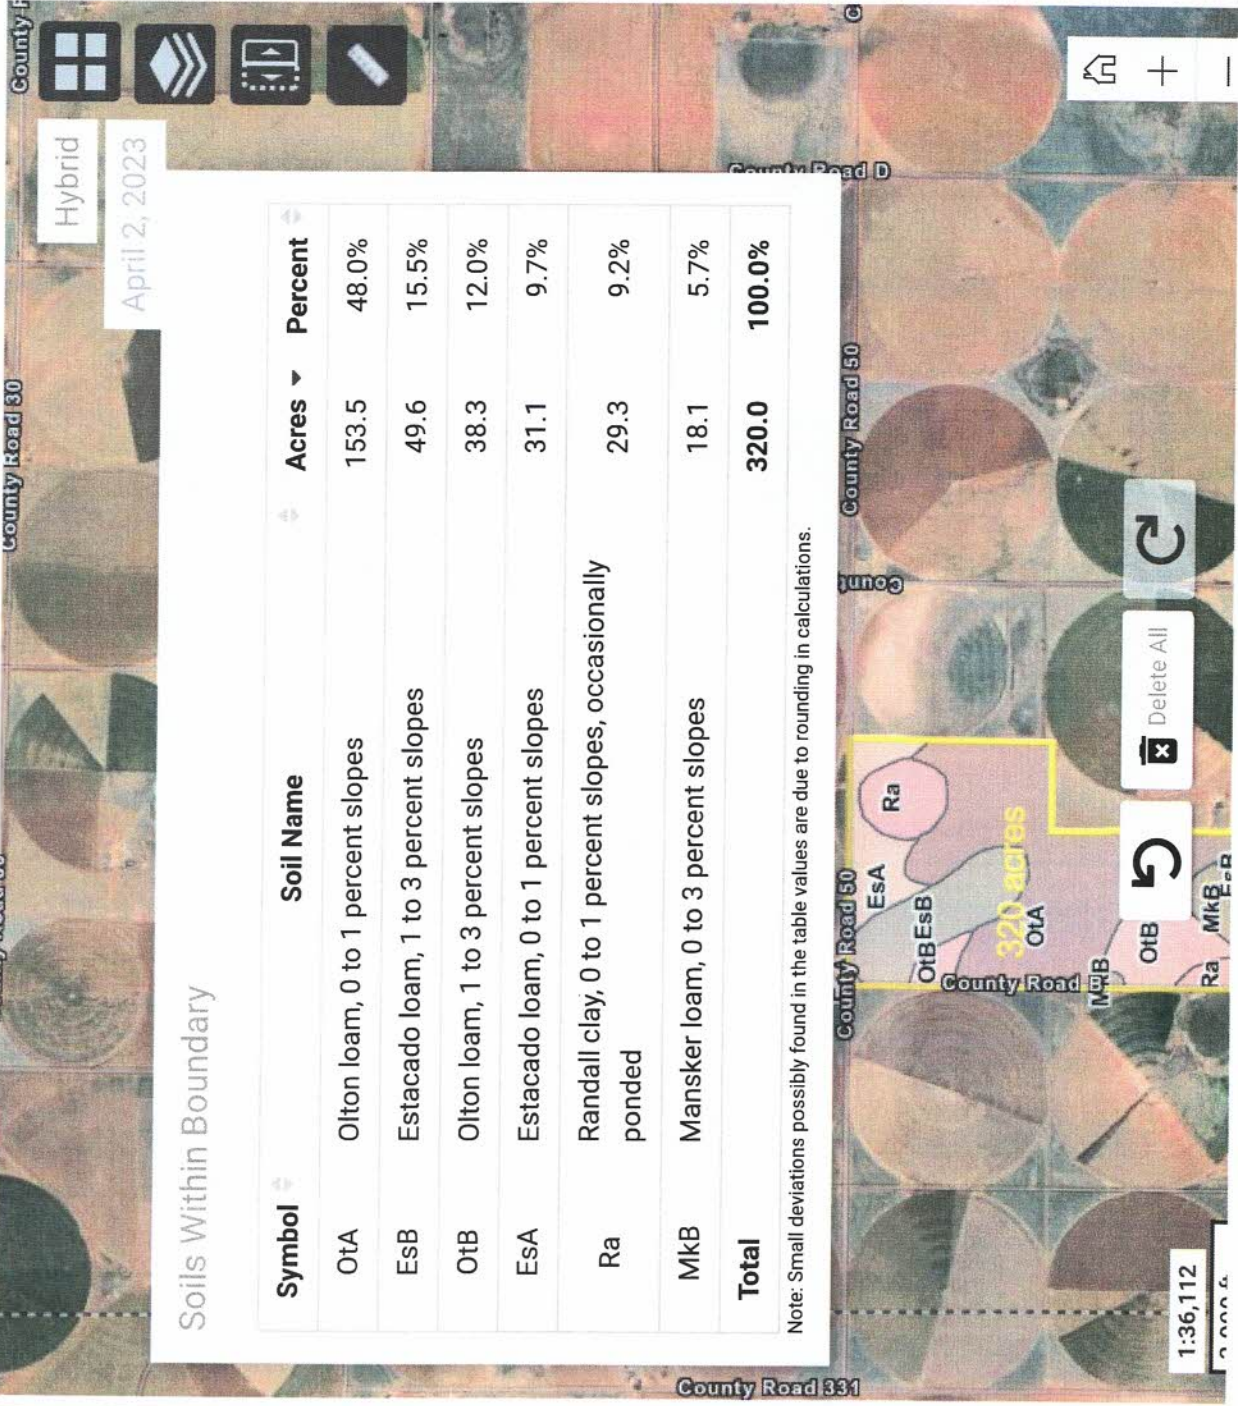 County Road 30
Hybrid
April 2, 2023
Soils Within Boundary
Symbol Soil Name Acres Percent
OtA Olton loam, 0 to 1 percent slopes 153.5 48.0%
EsB Estacado loam, 1 to 3 percent slopes 49.6 15.5%
OtB Olton loam, 1 to 3 percent slopes 38.3 12.0%
EsA Estacado loam, 0 to 1 percent slopes 31.1 9.7%
Ra Randall clay, 0 to 1 percent slopes, occasionally 29.3 9.2%
ponded
MkB Mansker loam, 0 to 3 percent slopes 18.1 5.7%
Total 320.0 100.0%
Note: Small deviations possibly found in the table values are due to rounding in calculations.
County Road 331
County Road D
County Road 50
County Road 50
EsA
Ra
OtB EsB
County Road B
320 acres
OtA
MkB
OtB
Ra
MkB
EsB
Delete All
1:36,112